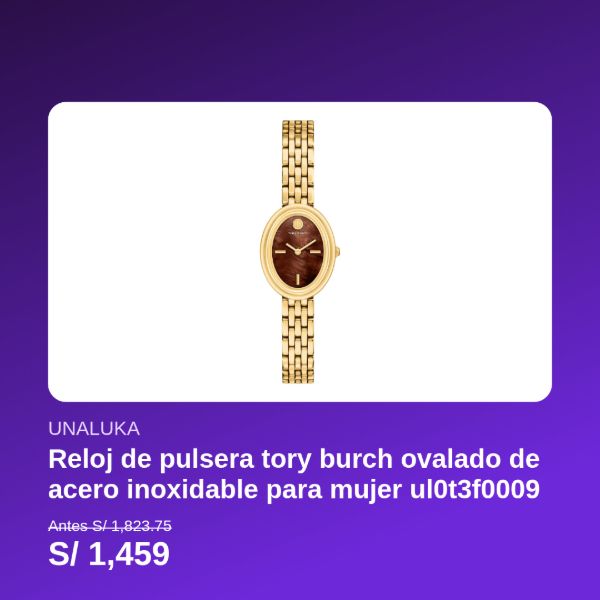 UNALUKA
Reloj de pulsera tory burch ovalado de
acero inoxidable para mujer ul0t3f0009
Antes S/ 1,823.75
S/ 1,459